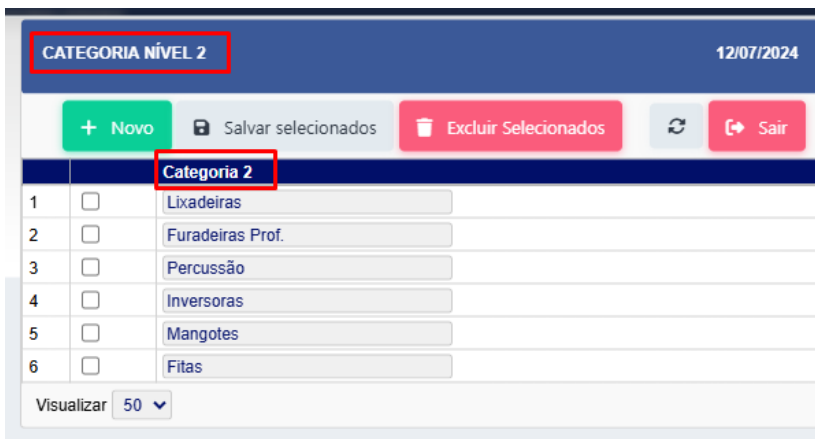 CATEGORIA NÍVEL 2 12/07/2024
+ Novo Salvar selecionados Excluir Selecionados Sair
Categoria 2
1 Lixadeiras
2 Furadeiras Prof.
3 Percussão
4 Inversoras
5 Mangotes
6 Fitas
Visualizar 50